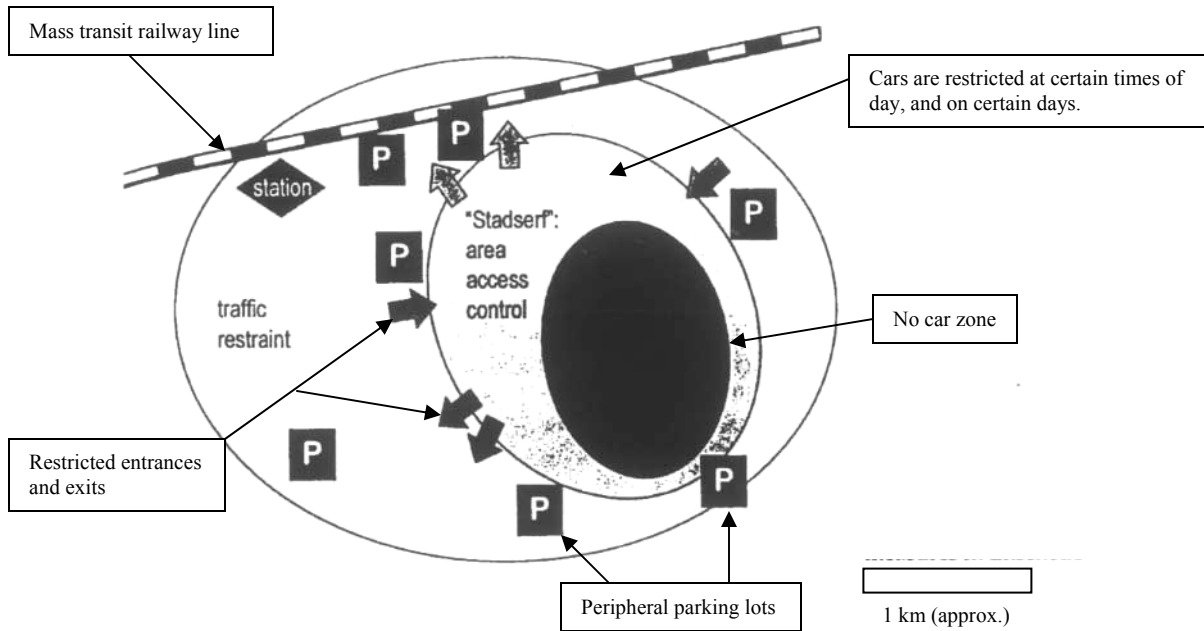 Mass transit railway line
Cars are restricted at certain times of
day, and on certain days.
P
P
station
P
"Stadserf":
area
access
control
P
traffic
restraint
No car zone
P
Restricted entrances
and exits
P
P
Peripheral parking lots
1 km (approx.)